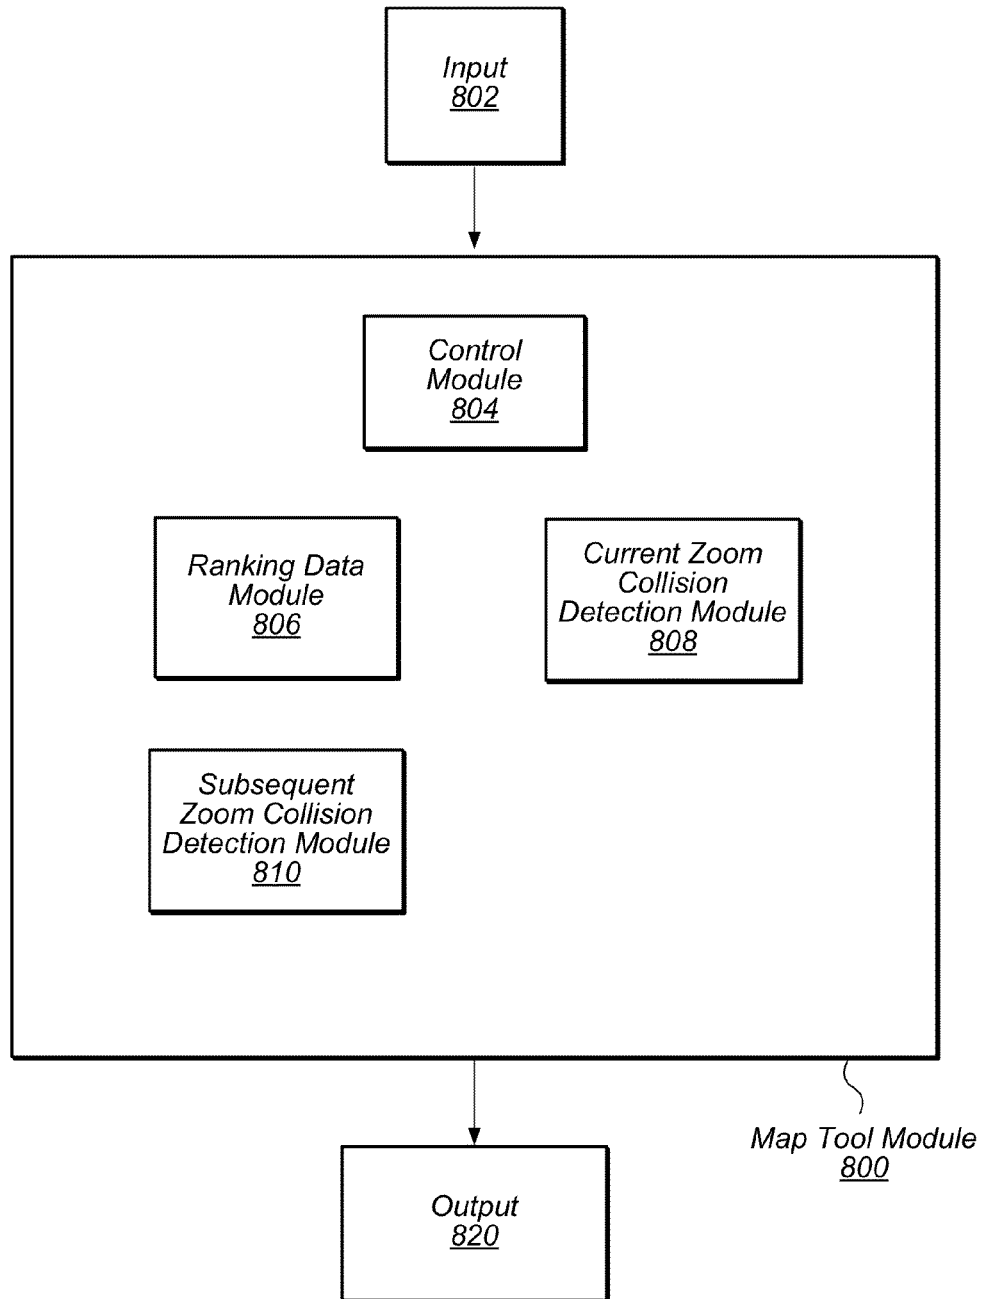 Input
802
Control
Module
804
Ranking Data
Module
806
Current Zoom
Collision
Detection Module
808
Subsequent
Zoom Collision
Detection Module
810
Map Tool Module
800
Output
820